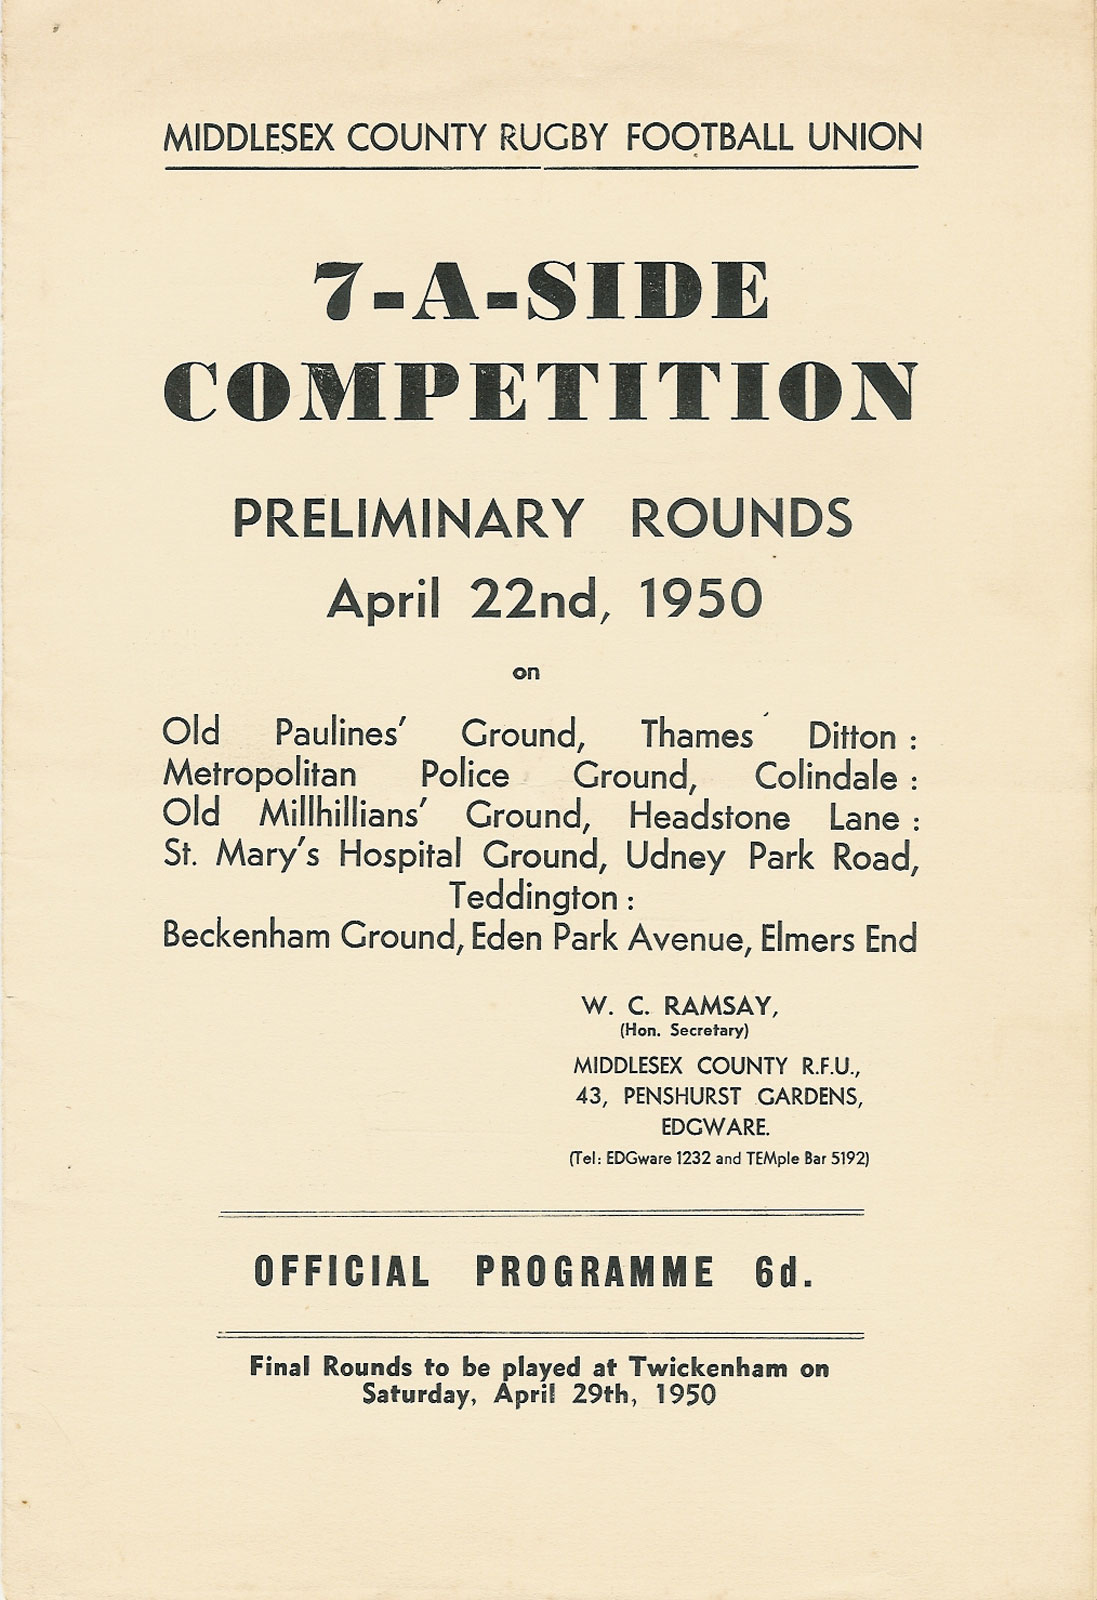 MIDDLESEX COUNTY RUGBY FOOTBALL UNION
7-A-SIDE
COMPETITION
PRELIMINARY ROUNDS
April 22nd, 1950
on
Old Paulines' Ground, Thames Ditton :
Metropolitan Police Ground, Colindale :
Old Millhillians' Ground, Headstone Lane :
St. Mary's Hospital Ground, Udney Park Road,
Teddington :
Beckenham Ground, Eden Park Avenue, Elmers End
W. C. RAMSAY,
(Hon. Secretary)
MIDDLESEX COUNTY R.F.U.,
43, PENSHURST GARDENS,
EDGWARE.
(Tel: EDGware 1232 and TEMple Bar 5192)
OFFICIAL PROGRAMME 6d.
Final Rounds to be played at Twickenham on
Saturday, April 29th, 1950